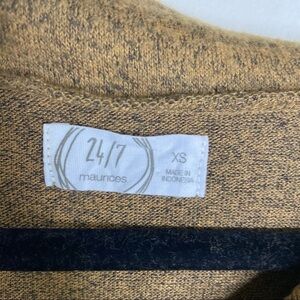 24/7
maurices
XS
MADE IN
INDONESIA